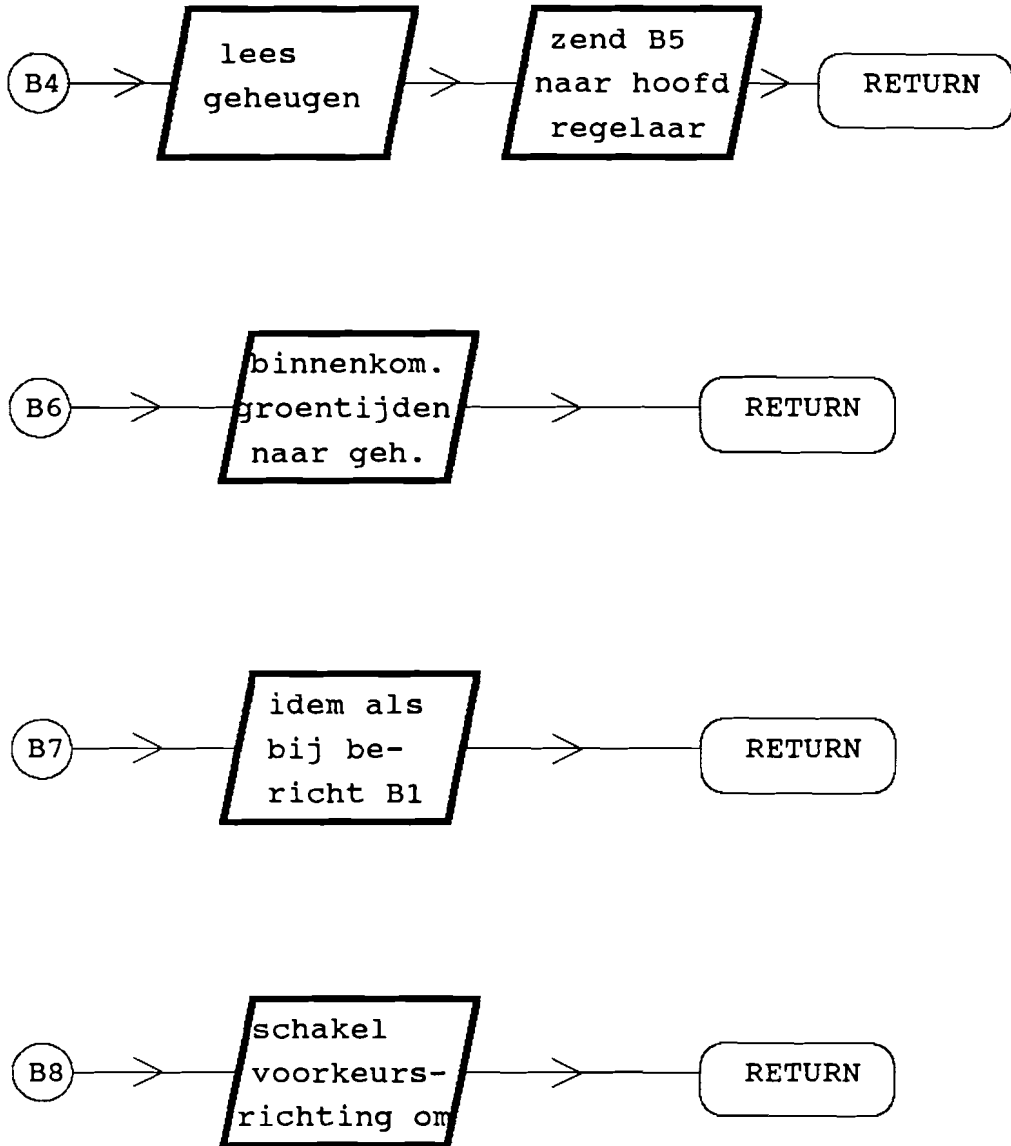 B4
lees
geheugen
zend B5
naar hoofd
regelaar
RETURN
B6
binnenkom.
groentijden
naar geh.
RETURN
B7
idem als
bij be-
richt B1
RETURN
B8
schakel
voorkeurs-
richting om
RETURN